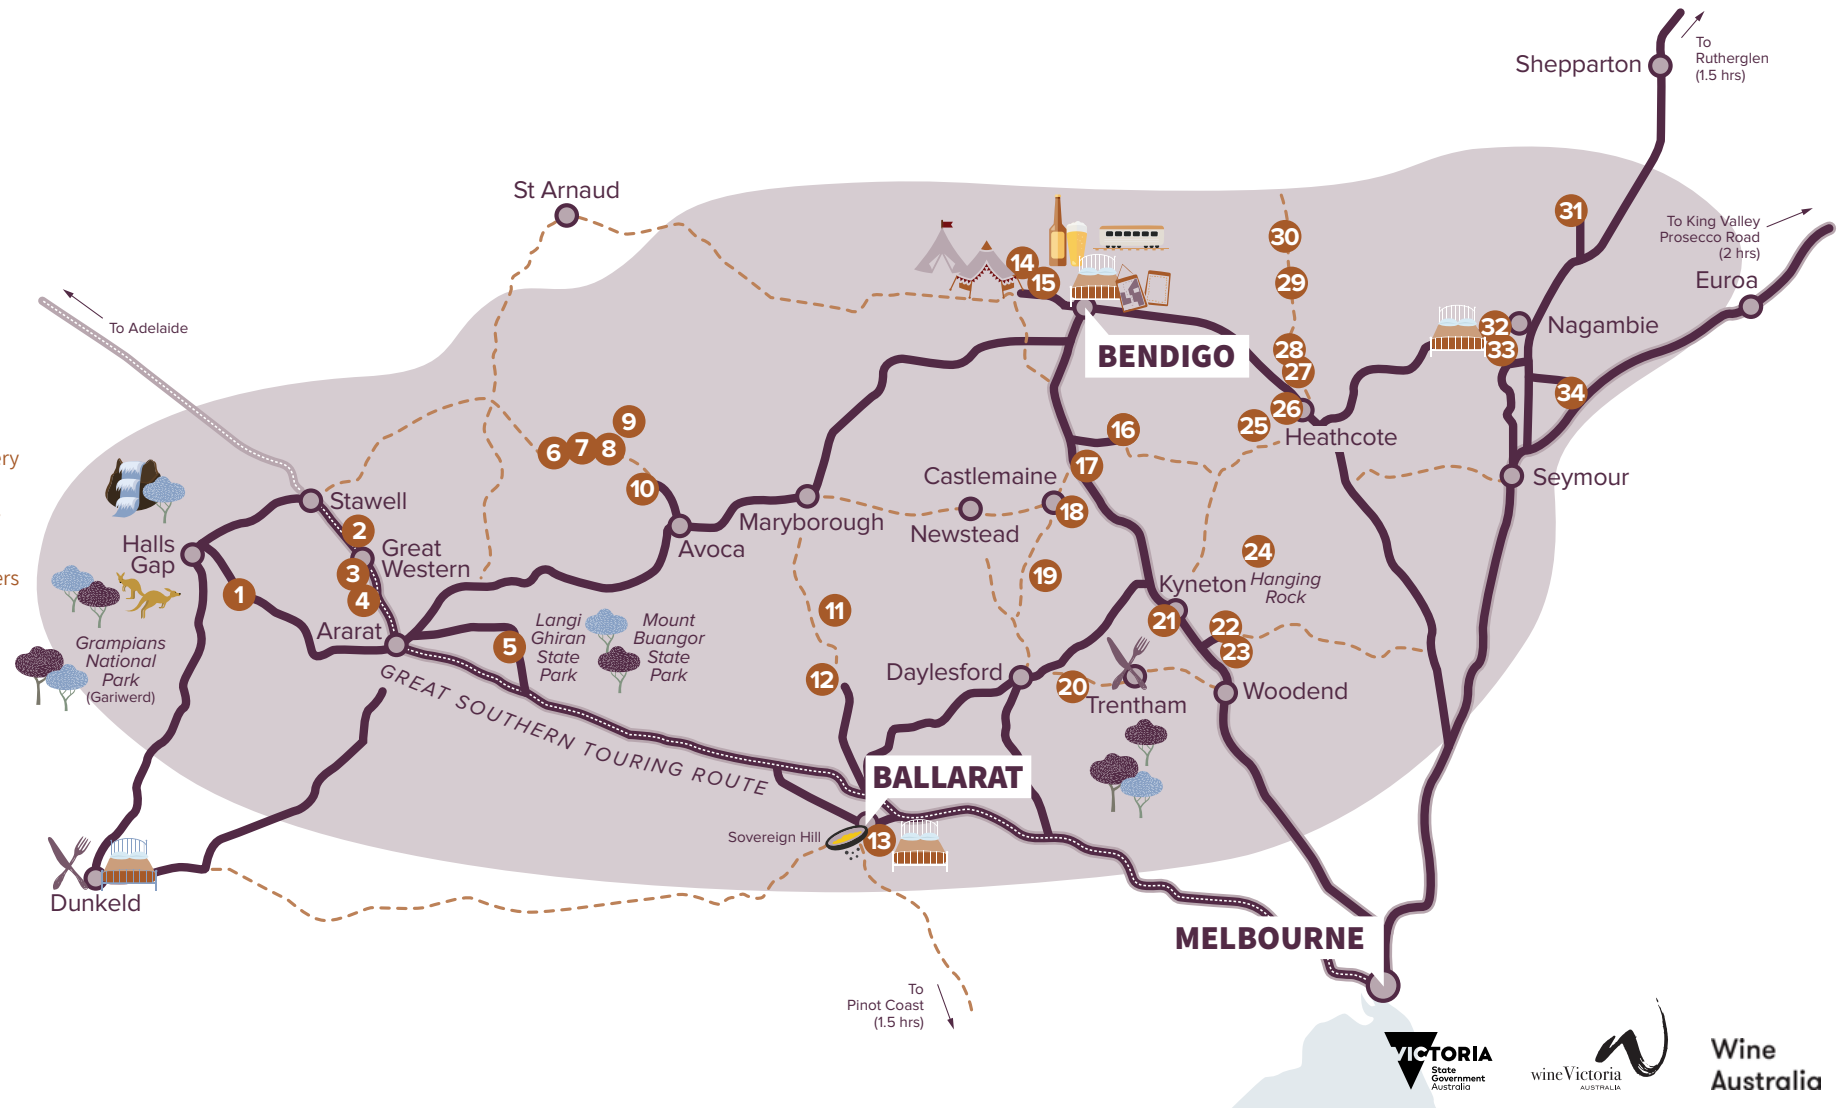 Shepparton
To
Rutherglen
(1.5 hrs)
St Arnaud
To King Valley
Prosecco Road
(2 hrs)
Euroa
To Adelaide
31
30
14
15
29
32
33
Nagambie
BENDIGO
28
27
34
26
25
Heathcote
9
6
7
8
10
16
17
ery
Castlemaine
Seymour
Stawell
Maryborough
18
Newstead
2
Great
Western
Halls
Gap
Avoca
24
3
4
1
19
Kyneton
Hanging
Rock
ers
11
21
22
23
Ararat
5
Langi
Ghiran
State
Park
Mount
Buangor
State
Park
Grampians
National
Park
(Gariwerd)
12
Daylesford
20
Trentham
Woodend
GREAT SOUTHERN TOURING ROUTE
BALLARAT
Sovereign Hill
13
Dunkeld
MELBOURNE
To
Pinot Coast
(1.5 hrs)
VICTORIA
State
Government
Australia
wineVictoria
AUSTRALIA
Wine
Australia